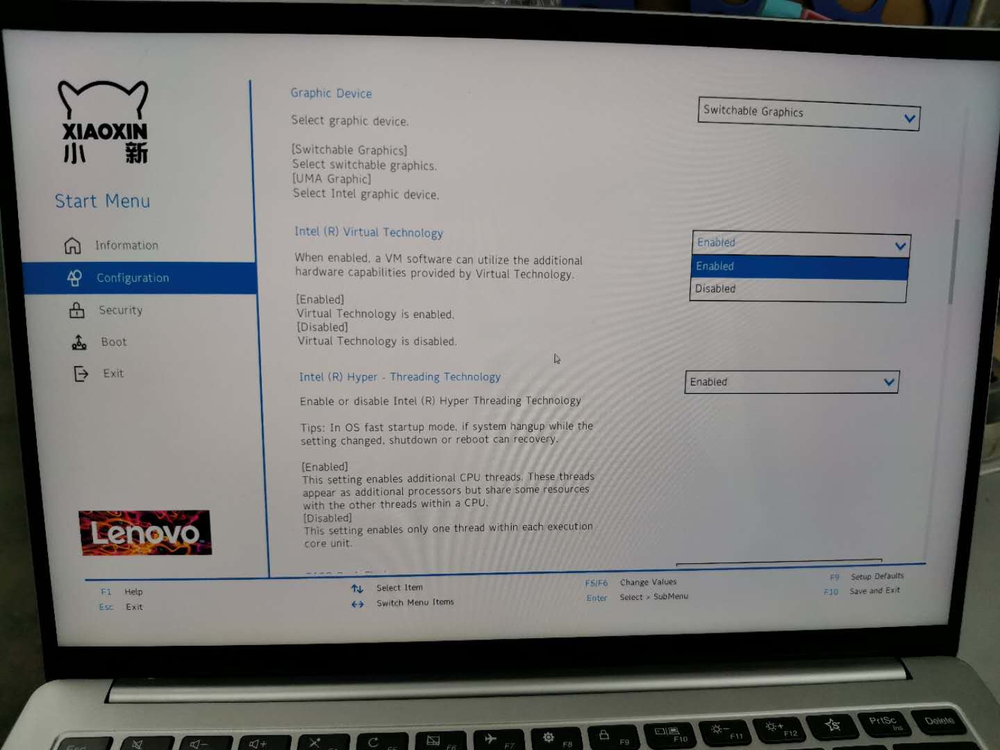 XIAOXIN
小 新
Start Menu
Information
Configuration
Security
Boot
Exit
Lenovo
Graphic Device
Switchable Graphics
Select graphic device.
[Switchable Graphics]
Select switchable graphics.
[UMA Graphic]
Select Intel graphic device.
Intel (R) Virtual Technology
Enabled
Enabled
Disabled
When enabled, a VM software can utilize the additional
hardware capabilities provided by Virtual Technology.
[Enabled]
Virtual Technology is enabled.
[Disabled]
Virtual Technology is disabled.
Intel (R) Hyper - Threading Technology
Enabled
Enable or disable Intel (R) Hyper Threading Technology
Tips: In OS fast startup mode, if system hangup while the
setting changed, shutdown or reboot can recovery.
[Enabled]
This setting enables additional CPU threads. These threads
appear as additional processors but share some resources
with the other threads within a CPU.
[Disabled]
This setting enables only one thread within each execution
core unit.
F1 Help
Esc Exit
Select Item
Switch Menu Items
F5/F6 Change Values
Enter Select > SubMenu
F9 Setup Defaults
F10 Save and Exit
Esc
F7
F8
F9
F10
F11
F12
PrtSc
Ins
Delete